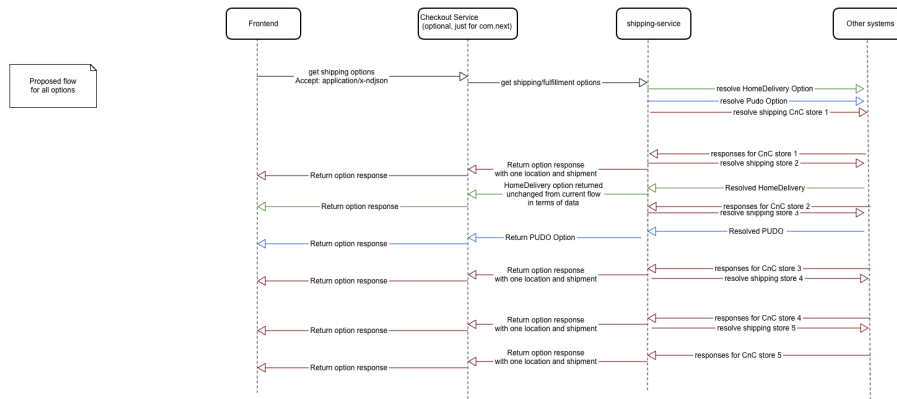 Frontend
Checkout Service
(optional, just for com.next)
shipping-service
Other systems
Proposed flow
for all options
get shipping options
Accept: application/x-ndjson
get shipping/fulfillment options
resolve HomeDelivery Option
resolve Pudo Option
resolve shipping CnC store 1
responses for CnC store 1
resolve shipping store 2
Return option response
with one location and shipment
Return option response
HomeDelivery option returned
unchanged from current flow
in terms of data
Resolved HomeDelivery
Return option response
responses for CnC store 2
resolve shipping store 3
Resolved PUDO
Return PUDO Option
Return option response
responses for CnC store 3
resolve shipping store 4
Return option response
with one location and shipment
Return option response
responses for CnC store 4
resolve shipping store 5
Return option response
with one location and shipment
Return option response
responses for CnC store 5
Return option response
with one location and shipment
Return option response